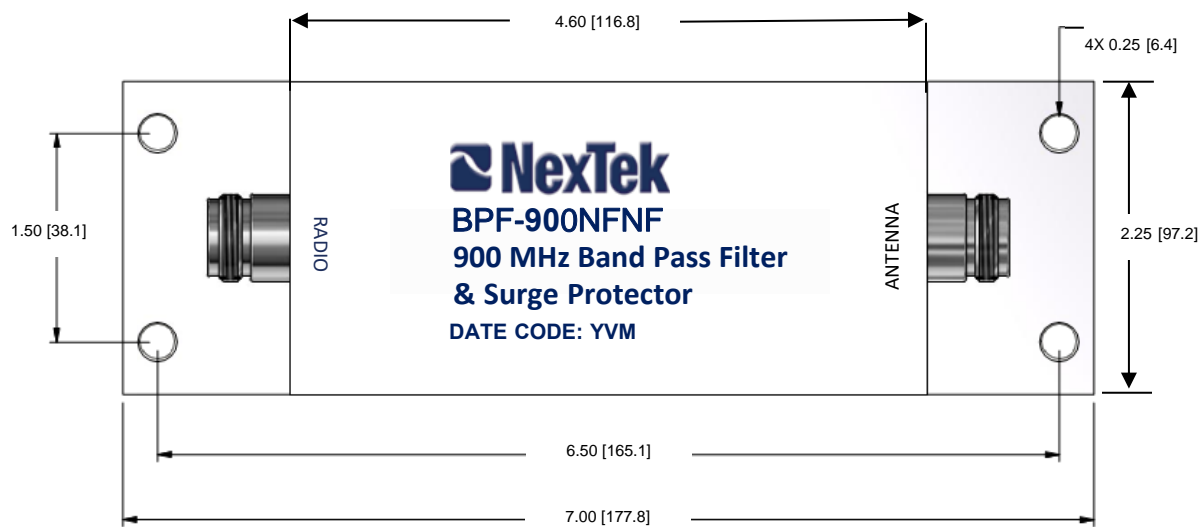 4.60 [116.8]
4X 0.25 [6.4]
NexTek
BPF-900NFNF
900 MHz Band Pass Filter
& Surge Protector
DATE CODE: YVM
RADIO
ANTENNA
1.50 [38.1]
2.25 [97.2]
6.50 [165.1]
7.00 [177.8]